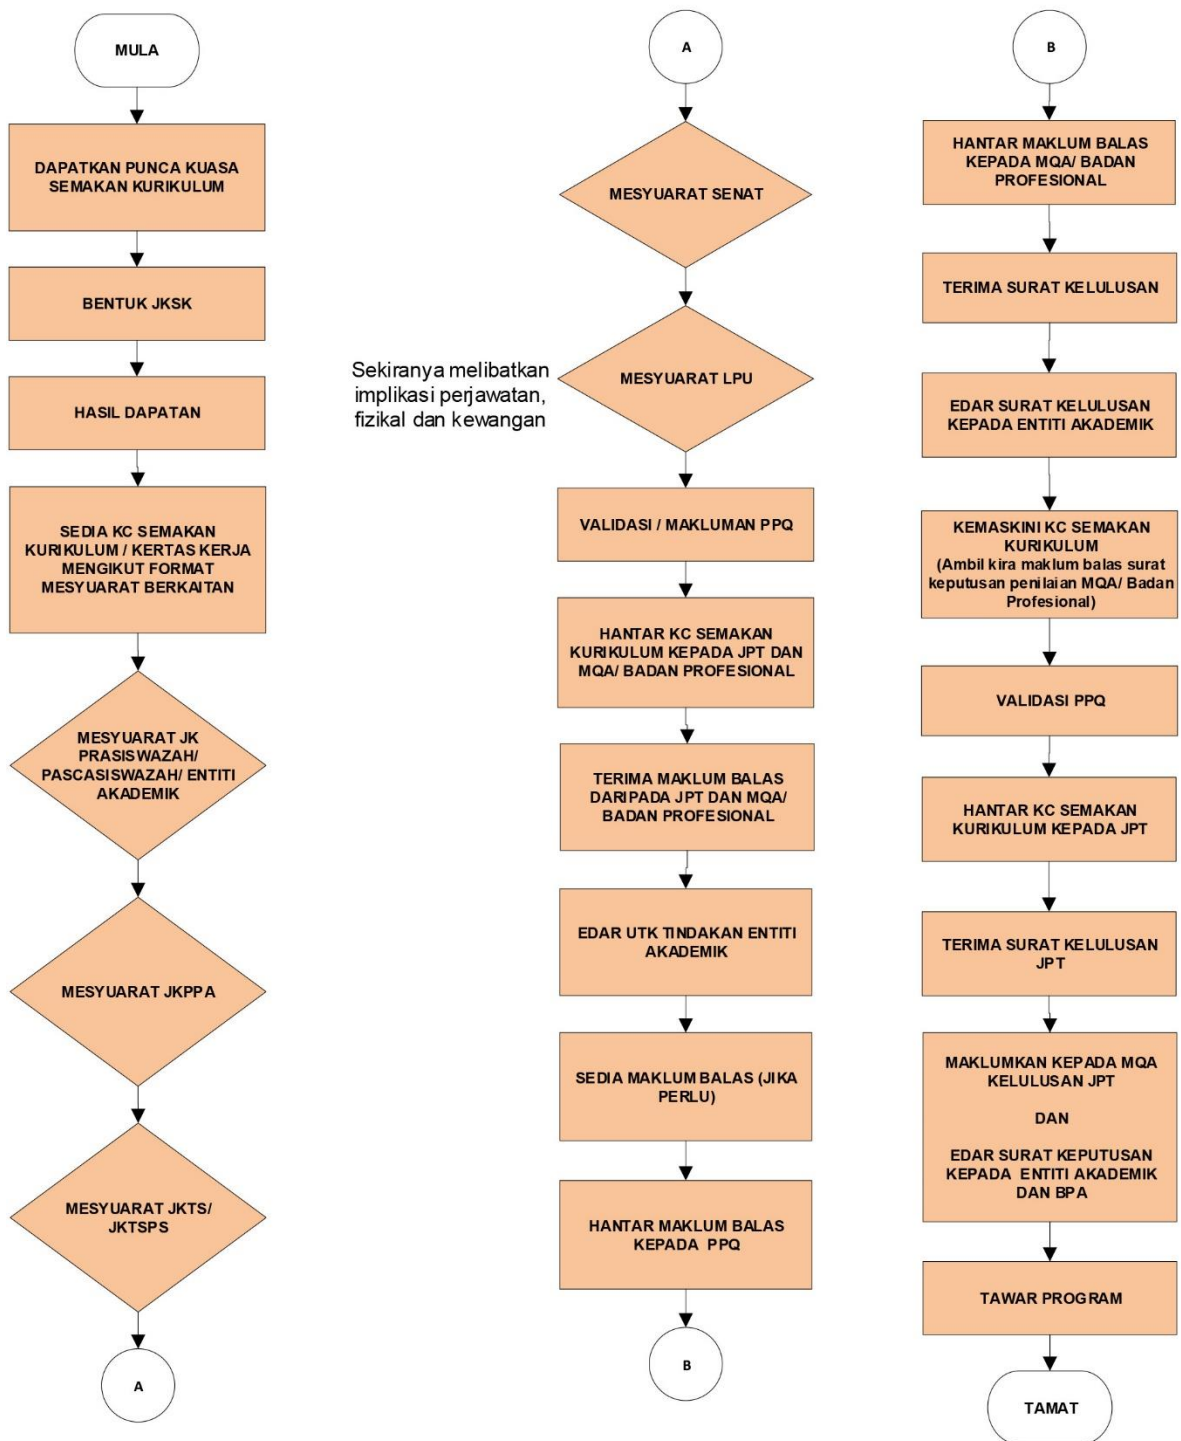 MULA
DAPATKAN PUNCA KUASA
SEMAKAN KURIKULUM
BENTUK JKSK
HASIL DAPATAN
SEDIA KC SEMAKAN
KURIKULUM / KERTAS KERJA
MENGIKUT FORMAT
MESYUARAT BERKAITAN
MESYUARAT JK
PRASISWAZAH/
PASCASISWAZAH/ ENTITI
AKADEMIK
MESYUARAT JKPPA
MESYUARAT JKTS/
JKTSPS
A
A
MESYUARAT SENAT
Sekiranya melibatkan
implikasi perjawatan,
fizikal dan kewangan
MESYUARAT LPU
VALIDASI / MAKLUMAN PPQ
HANTAR KC SEMAKAN
KURIKULUM KEPADA JPT DAN
MQA/ BADAN PROFESIONAL
TERIMA MAKLUM BALAS
DARIPADA JPT DAN MQA/
BADAN PROFESIONAL
EDAR UTK TINDAKAN ENTITI
AKADEMIK
SEDIA MAKLUM BALAS (JIKA
PERLU)
HANTAR MAKLUM BALAS
KEPADA PPQ
B
B
HANTAR MAKLUM BALAS
KEPADA MQA/ BADAN
PROFESIONAL
TERIMA SURAT KELULUSAN
EDAR SURAT KELULUSAN
KEPADA ENTITI AKADEMIK
KEMASKINI KC SEMAKAN
KURIKULUM
(Ambil kira maklum balas surat
keputusan penilaian MQA/ Badan
Profesional)
VALIDASI PPQ
HANTAR KC SEMAKAN
KURIKULUM KEPADA JPT
TERIMA SURAT KELULUSAN
JPT
MAKLUMKAN KEPADA MQA
KELULUSAN JPT
DAN
EDAR SURAT KEPUTUSAN
KEPADA ENTITI AKADEMIK
DAN BPA
TAWAR PROGRAM
TAMAT